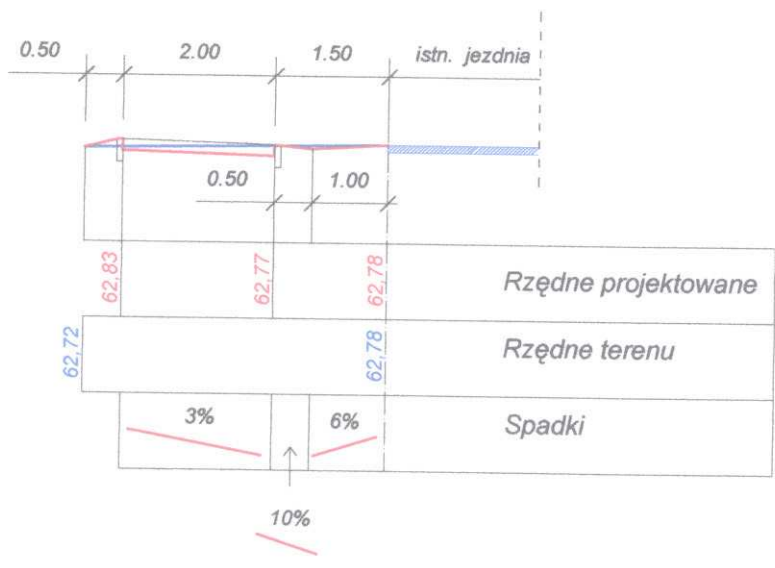 0.50 2.00 1.50 istn. jezdnia
0.50 1.00
62,83 62,77 62,78 Rzędne projektowane
62,72 62,78 Rzędne terenu
3% 6% Spadki
10%